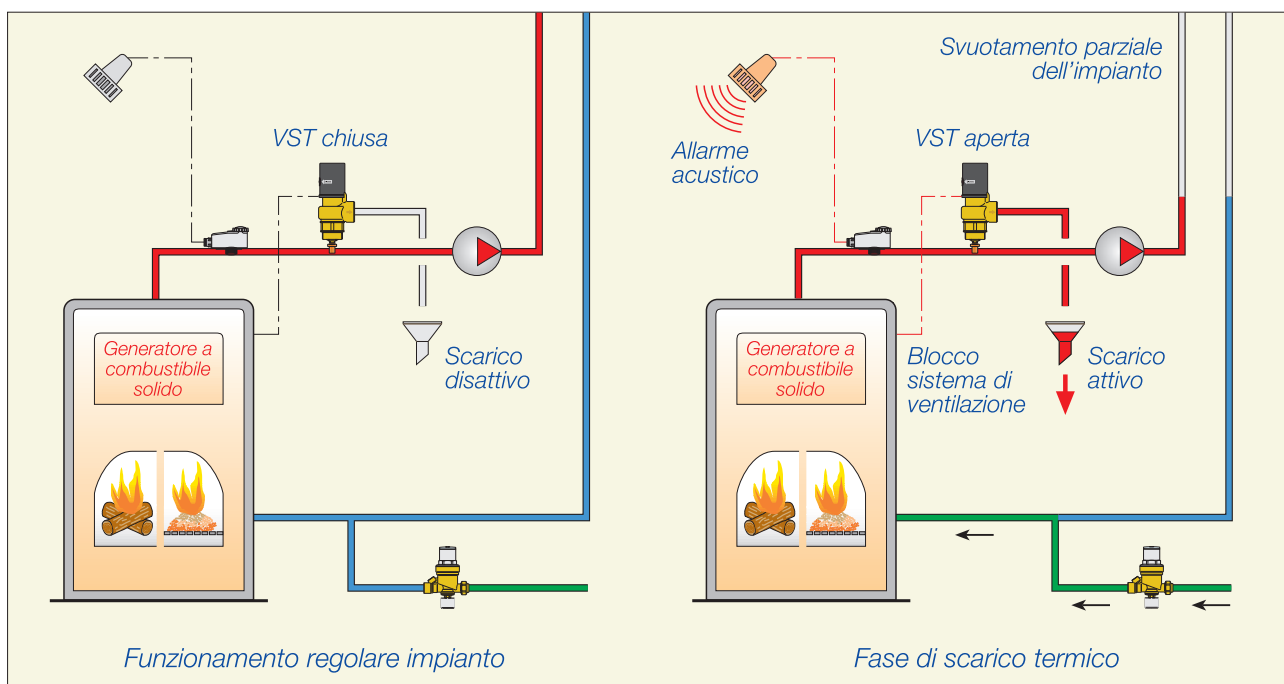 VST chiusa
Generatore a
combustibile
solido
Scarico
disattivo
Funzionamento regolare impianto
Svuotamento parziale
dell'impianto
Allarme
acustico
VST aperta
Generatore a
combustibile
solido
Blocco
sistema di
ventilazione
Scarico
attivo
Fase di scarico termico